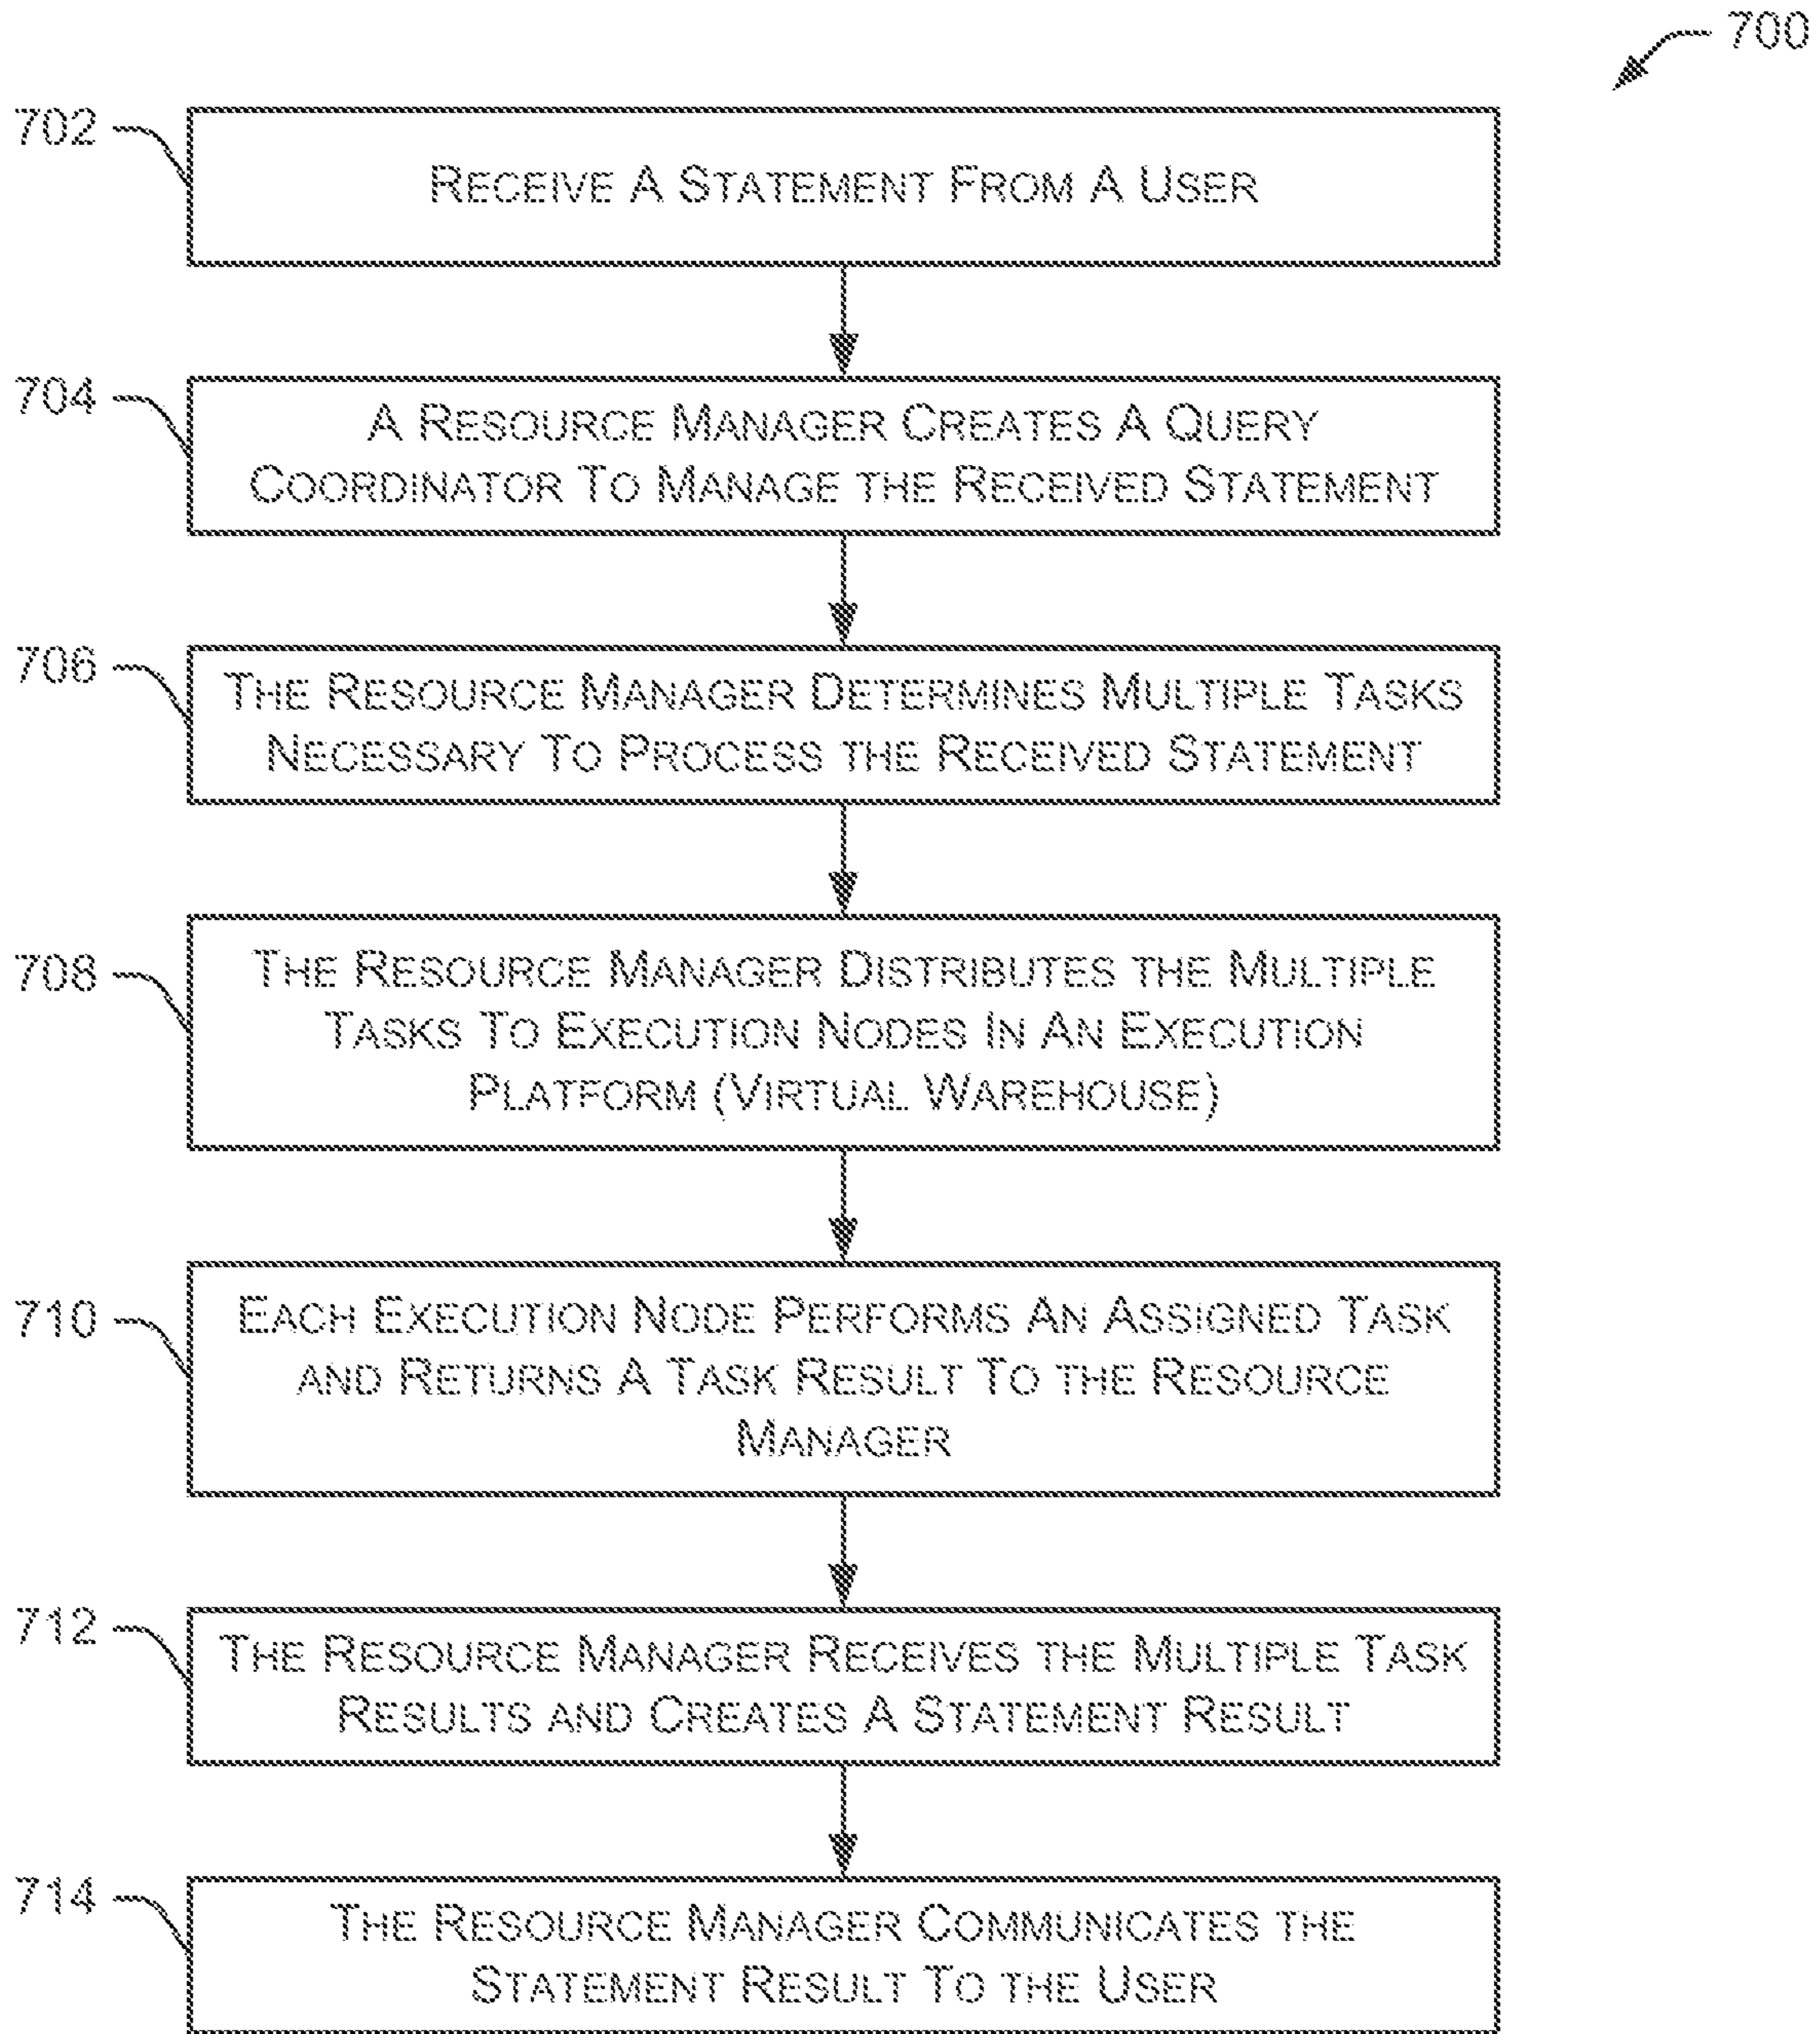 700
702
RECEIVE A STATEMENT FROM A USER
704
A RESOURCE MANAGER CREATES A QUERY
COORDINATOR TO MANAGE THE RECEIVED STATEMENT
706
THE RESOURCE MANAGER DETERMINES MULTIPLE TASKS
NECESSARY TO PROCESS THE RECEIVED STATEMENT
708
THE RESOURCE MANAGER DISTRIBUTES THE MULTIPLE
TASKS TO EXECUTION NODES IN AN EXECUTION
PLATFORM (VIRTUAL WAREHOUSE)
710
EACH EXECUTION NODE PERFORMS AN ASSIGNED TASK
AND RETURNS A TASK RESULT TO THE RESOURCE
MANAGER
712
THE RESOURCE MANAGER RECEIVES THE MULTIPLE TASK
RESULTS AND CREATES A STATEMENT RESULT
714
THE RESOURCE MANAGER COMMUNICATES THE
STATEMENT RESULT TO THE USER